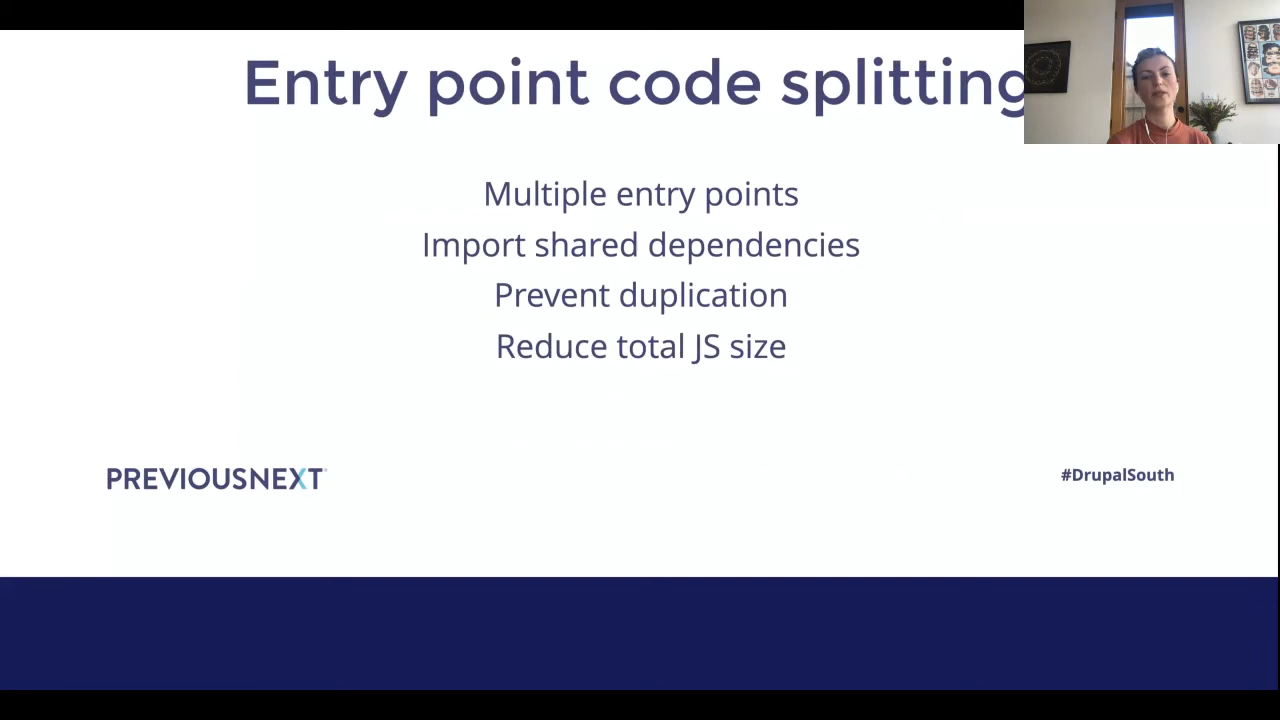 Entry point code splitting
Multiple entry points
Import shared dependencies
Prevent duplication
Reduce total JS size
PREVIOUSNEXT
#DrupalSouth